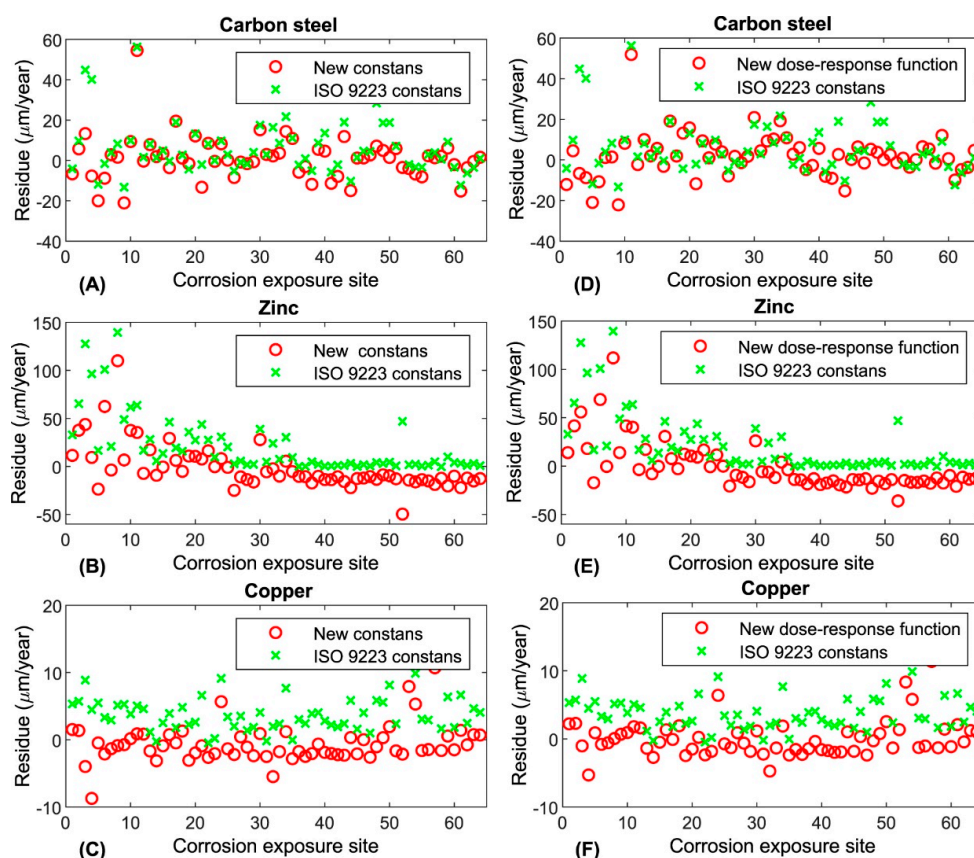 Carbon steel
60
40
20
0
-20
-40
Residue (μm/year)
New constans
ISO 9223 constans
0 10 20 30 40 50 60
(A) Corrosion exposure site
Carbon steel
60
40
20
0
-20
-40
Residue (μm/year)
New dose-response function
ISO 9223 constans
0 10 20 30 40 50 60
(D) Corrosion exposure site
Zinc
150
100
50
0
-50
Residue (μm/year)
New constans
ISO 9223 constans
0 10 20 30 40 50 60
(B) Corrosion exposure site
Zinc
150
100
50
0
-50
Residue (μm/year)
New dose-response function
ISO 9223 constans
0 10 20 30 40 50 60
(E) Corrosion exposure site
Copper
20
10
0
-10
Residue (μm/year)
New constans
ISO 9223 constans
0 10 20 30 40 50 60
(C) Corrosion exposure site
Copper
20
10
0
-10
Residue (μm/year)
New dose-response function
ISO 9223 constans
0 10 20 30 40 50 60
(F) Corrosion exposure site